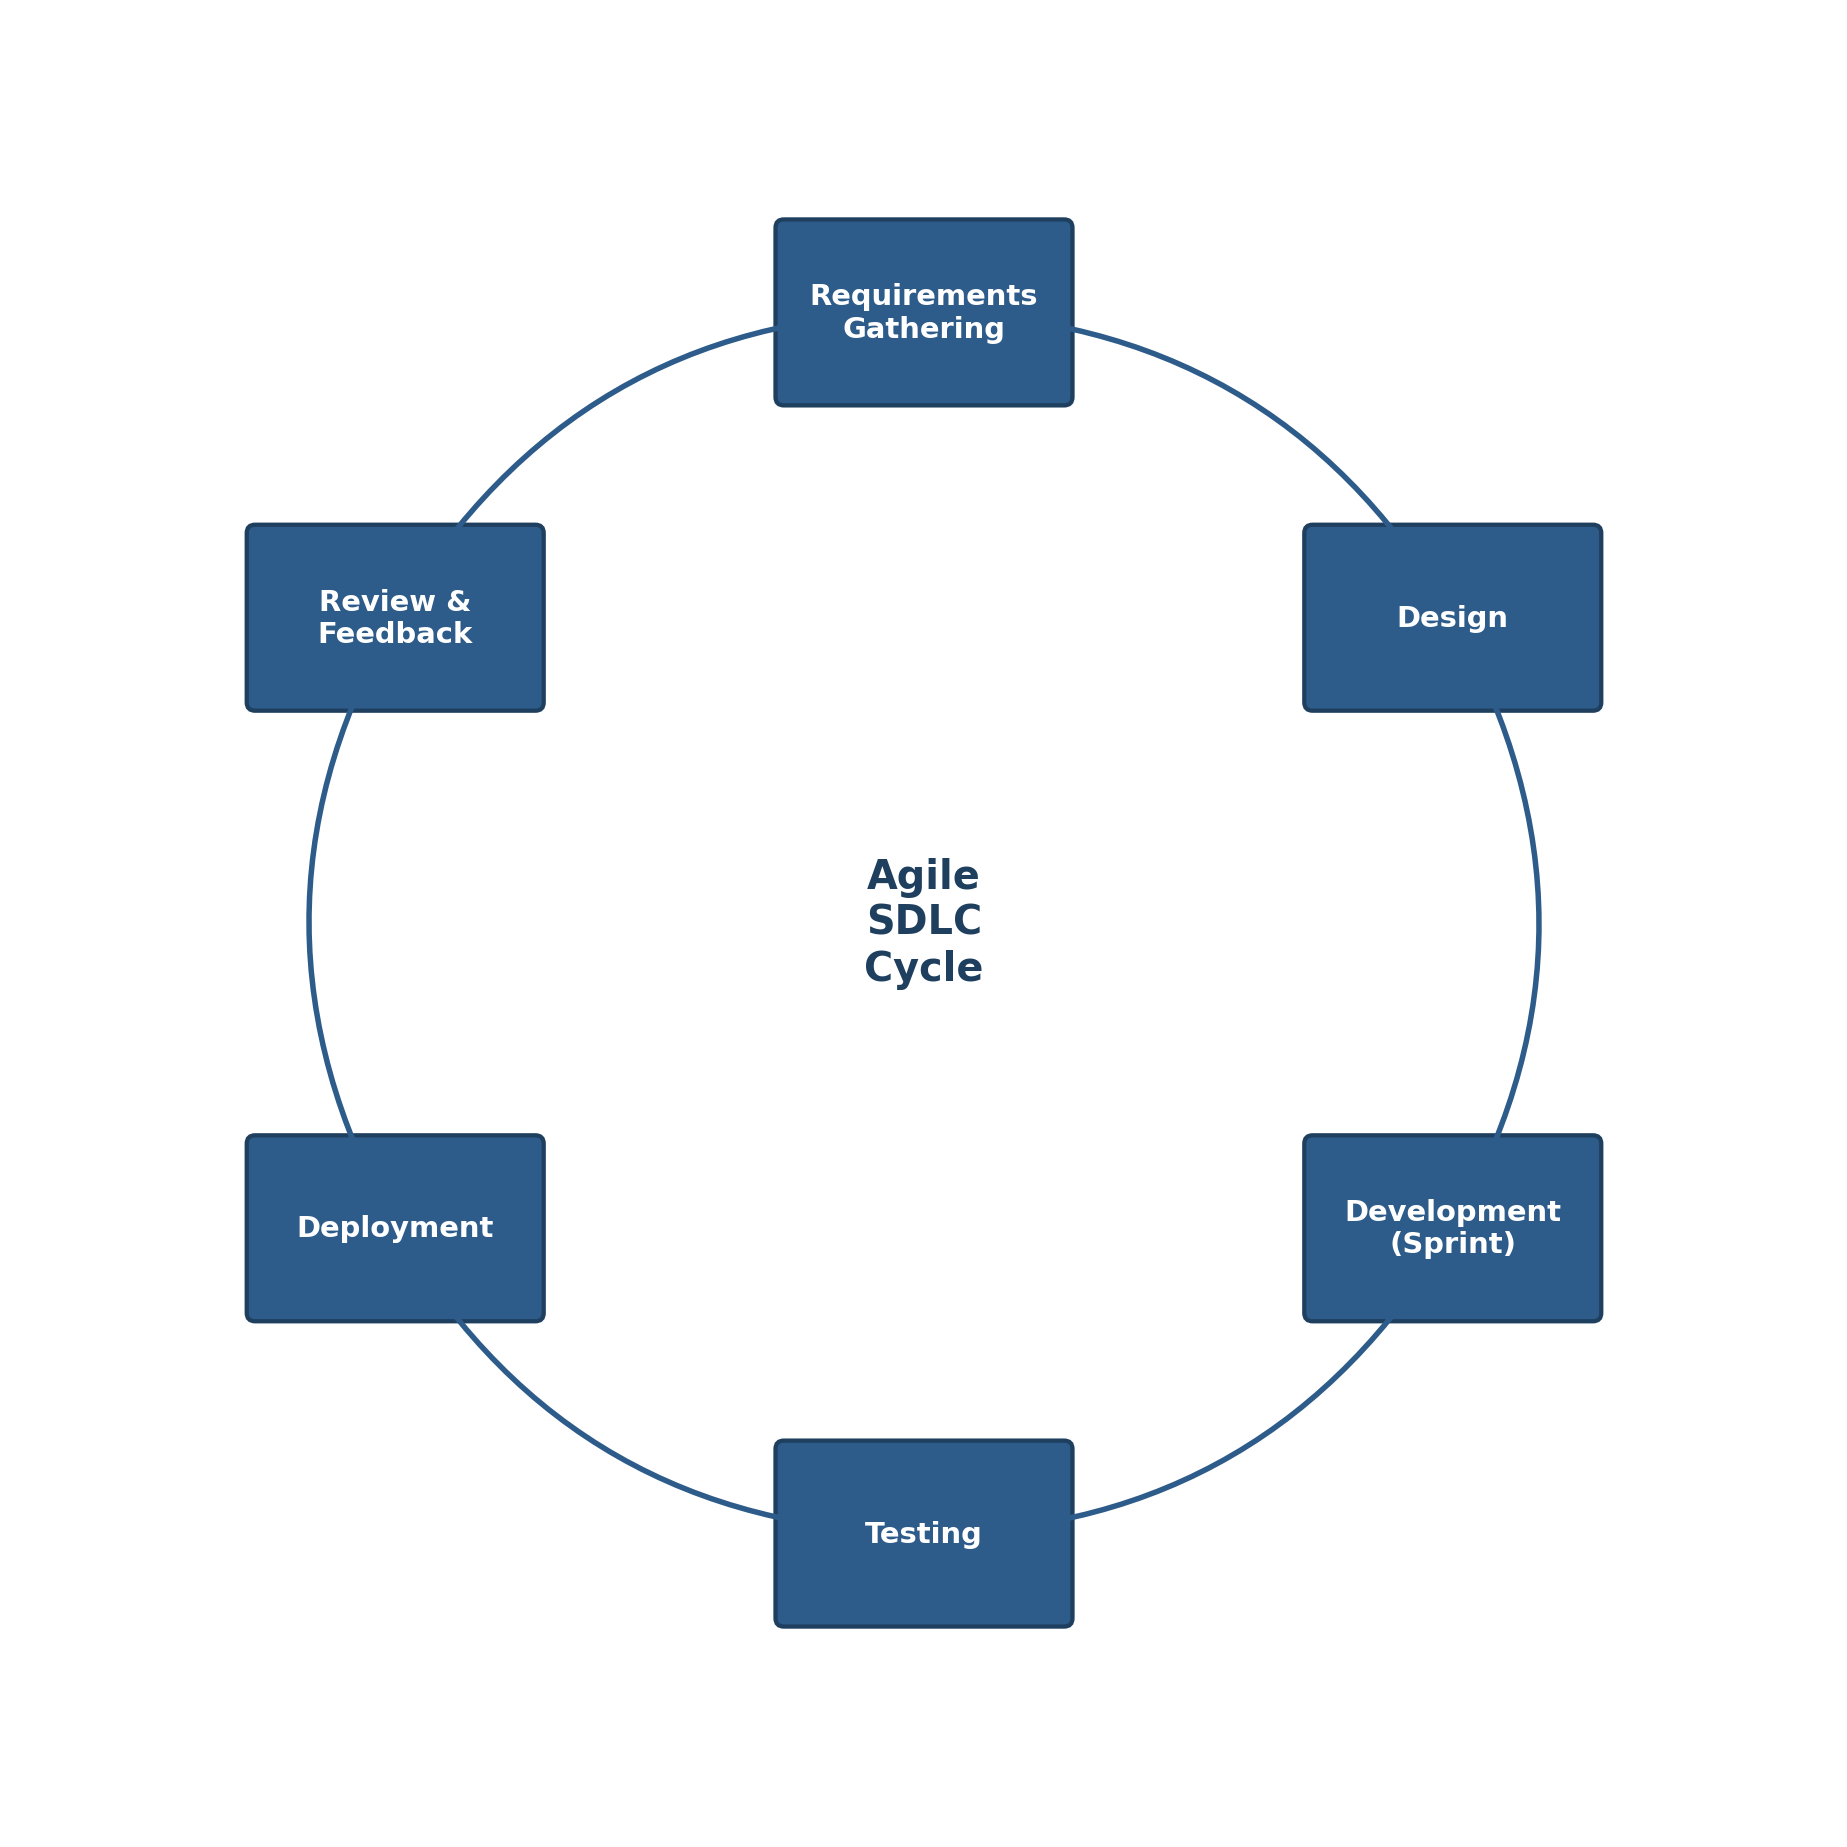 Requirements
Gathering
Review &
Feedback
Design
Agile
SDLC
Cycle
Deployment
Development
(Sprint)
Testing